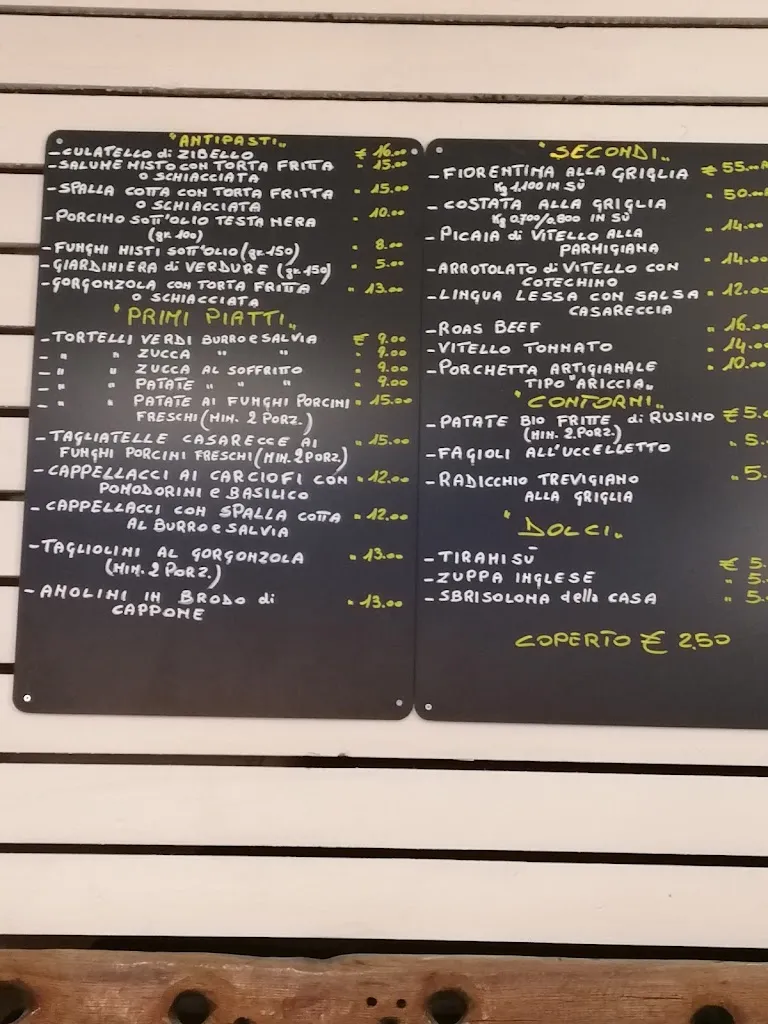 "ANTIPASTI"
- CULATELLO di ZIBELLO € 16.00
- SALUME MISTO CON TORTA FRITTA " 15.00
O SCHIACCIATA
- SPALLA COTTA CON TORTA FRITTA " 15.00
O SCHIACCIATA
- PORCINO SOTT'OLIO TESTA NERA " 10.00
(gr. 100)
- FUNGHI MISTI SOTT'OLIO (gr. 150) " 8.00
- GIARDINIERA di VERDURE (gr. 150) " 5.00
- GORGONZOLA CON TORTA FRITTA " 13.00
O SCHIACCIATA
"PRIMI PIATTI"
- TORTELLI VERDI BURRO e SALVIA € 9.00
- " " ZUCCA " " " 9.00
- " " ZUCCA AL SOFFRITTO " 9.00
- " " PATATE " " " 9.00
- " " PATATE AI FUNGHI PORCINI " 15.00
FRESCHI (MIN. 2 PORZ.)
- TAGLIATELLE CASARECCE AI " 15.00
FUNGHI PORCINI FRESCHI (MIN. 2 PORZ)
- CAPPELLACCI AI CARCIOFI CON " 12.00
POMODORINI e BASILICO
- CAPPELLACCI CON SPALLA COTTA " 12.00
AL BURRO e SALVIA
- TAGLIOLINI AL GORGONZOLA " 13.00
(MIN. 2 PORZ.)
- ANOLINI IN BRODO di " 13.00
CAPPONE
"SECONDI"
- FIORENTINA ALLA GRIGLIA € 55.00
Kg 1.100 IN SÙ
- COSTATA ALLA GRIGLIA " 50.00
Kg 0.700/0.800 IN SÙ
- PICAIA di VITELLO ALLA " 14.00
PARMIGIANA
- ARROTOLATO di VITELLO CON " 14.00
COTECHINO
- LINGUA LESSA CON SALSA " 12.00
CASARECCIA
- ROAS BEEF " 16.00
- VITELLO TONNATO " 14.00
- PORCHETTA ARTIGIANALE " 10.00
TIPO "ARICCIA"
"CONTORNI"
- PATATE BIO FRITTE di RUSINO € 5.
(MIN. 2 PORZ.)
- FAGIOLI ALL'UCCELLETTO " 5.
- RADICCHIO TREVIGIANO " 5.
ALLA GRIGLIA
"DOLCI"
- TIRAMISÙ € 5.
- ZUPPA INGLESE " 5.
- SBRISOLONA della CASA " 5.
COPERTO € 2,50